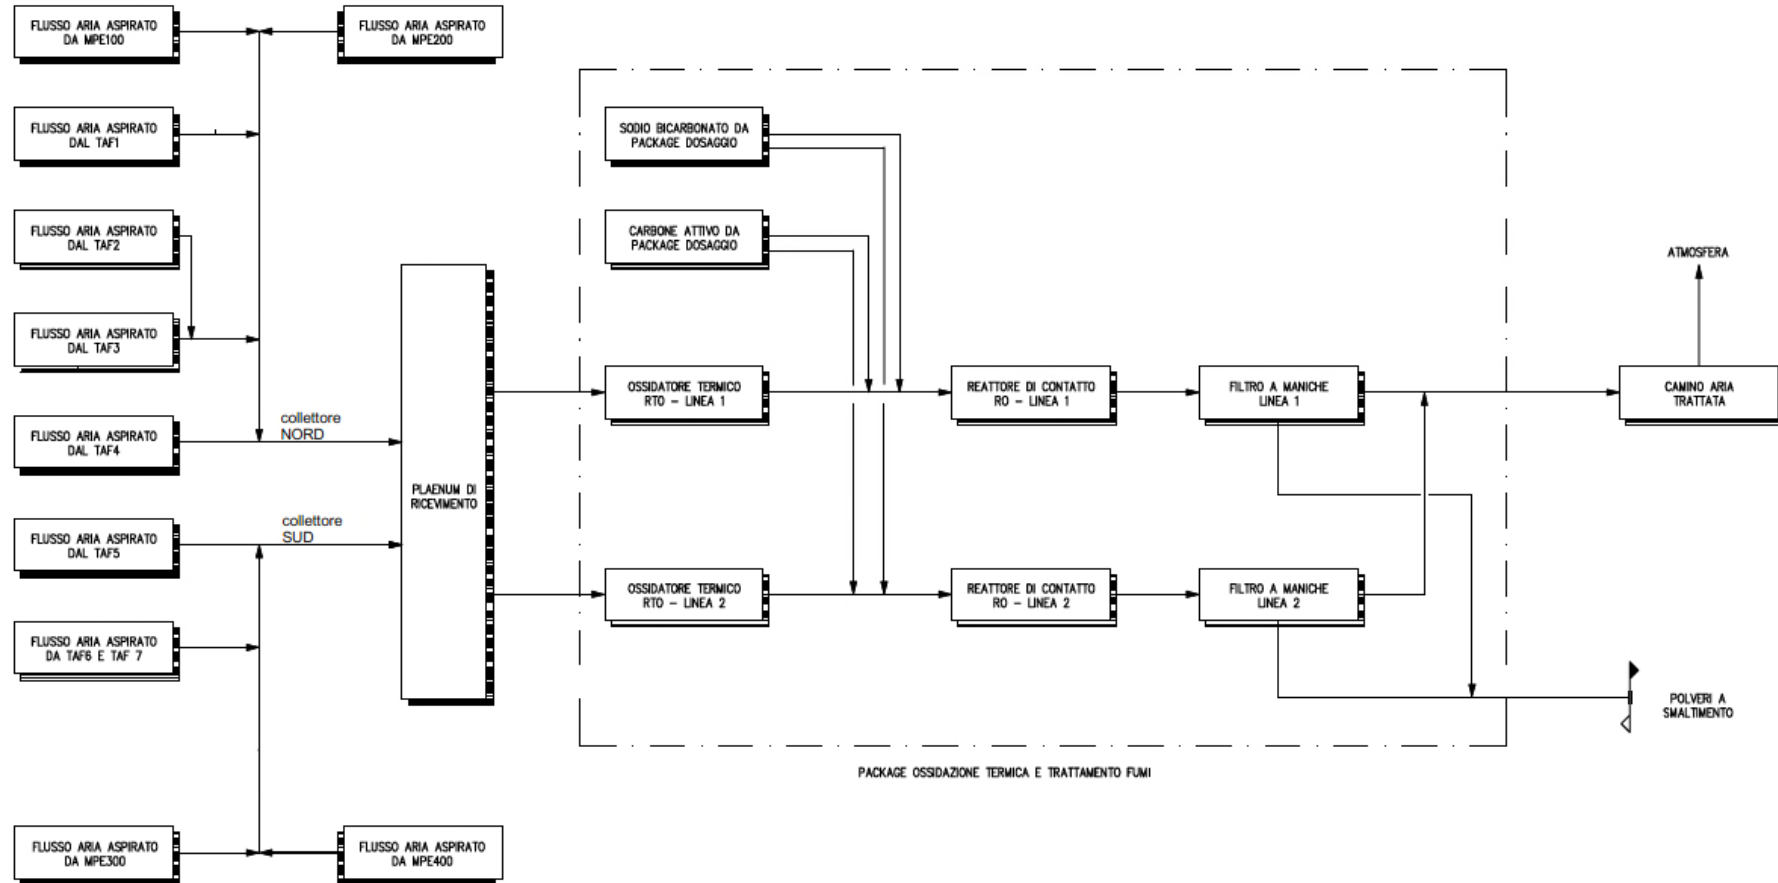 FLUSSO ARIA ASPIRATO
DA MPE100
FLUSSO ARIA ASPIRATO
DA MPE200
FLUSSO ARIA ASPIRATO
DAL TAF1
SODIO BICARBONATO DA
PACKAGE DOSAGGIO
FLUSSO ARIA ASPIRATO
DAL TAF2
CARBONE ATTIVO DA
PACKAGE DOSAGGIO
ATMOSFERA
FLUSSO ARIA ASPIRATO
DAL TAF3
OSSIDATORE TERMICO
RTO - LINEA 1
REATTORE DI CONTATTO
RO - LINEA 1
FILTRO A MANICHE
LINEA 1
CAMINO ARIA
TRATTATA
FLUSSO ARIA ASPIRATO
DAL TAF4
collettore
NORD
PLAENUM DI
RICEVIMENTO
FLUSSO ARIA ASPIRATO
DAL TAF5
collettore
SUD
OSSIDATORE TERMICO
RTO - LINEA 2
REATTORE DI CONTATTO
RO - LINEA 2
FILTRO A MANICHE
LINEA 2
FLUSSO ARIA ASPIRATO
DA TAF6 E TAF 7
POLVERI A
SMALTIMENTO
PACKAGE OSSIDAZIONE TERMICA E TRATTAMENTO FUMI
FLUSSO ARIA ASPIRATO
DA MPE300
FLUSSO ARIA ASPIRATO
DA MPE400